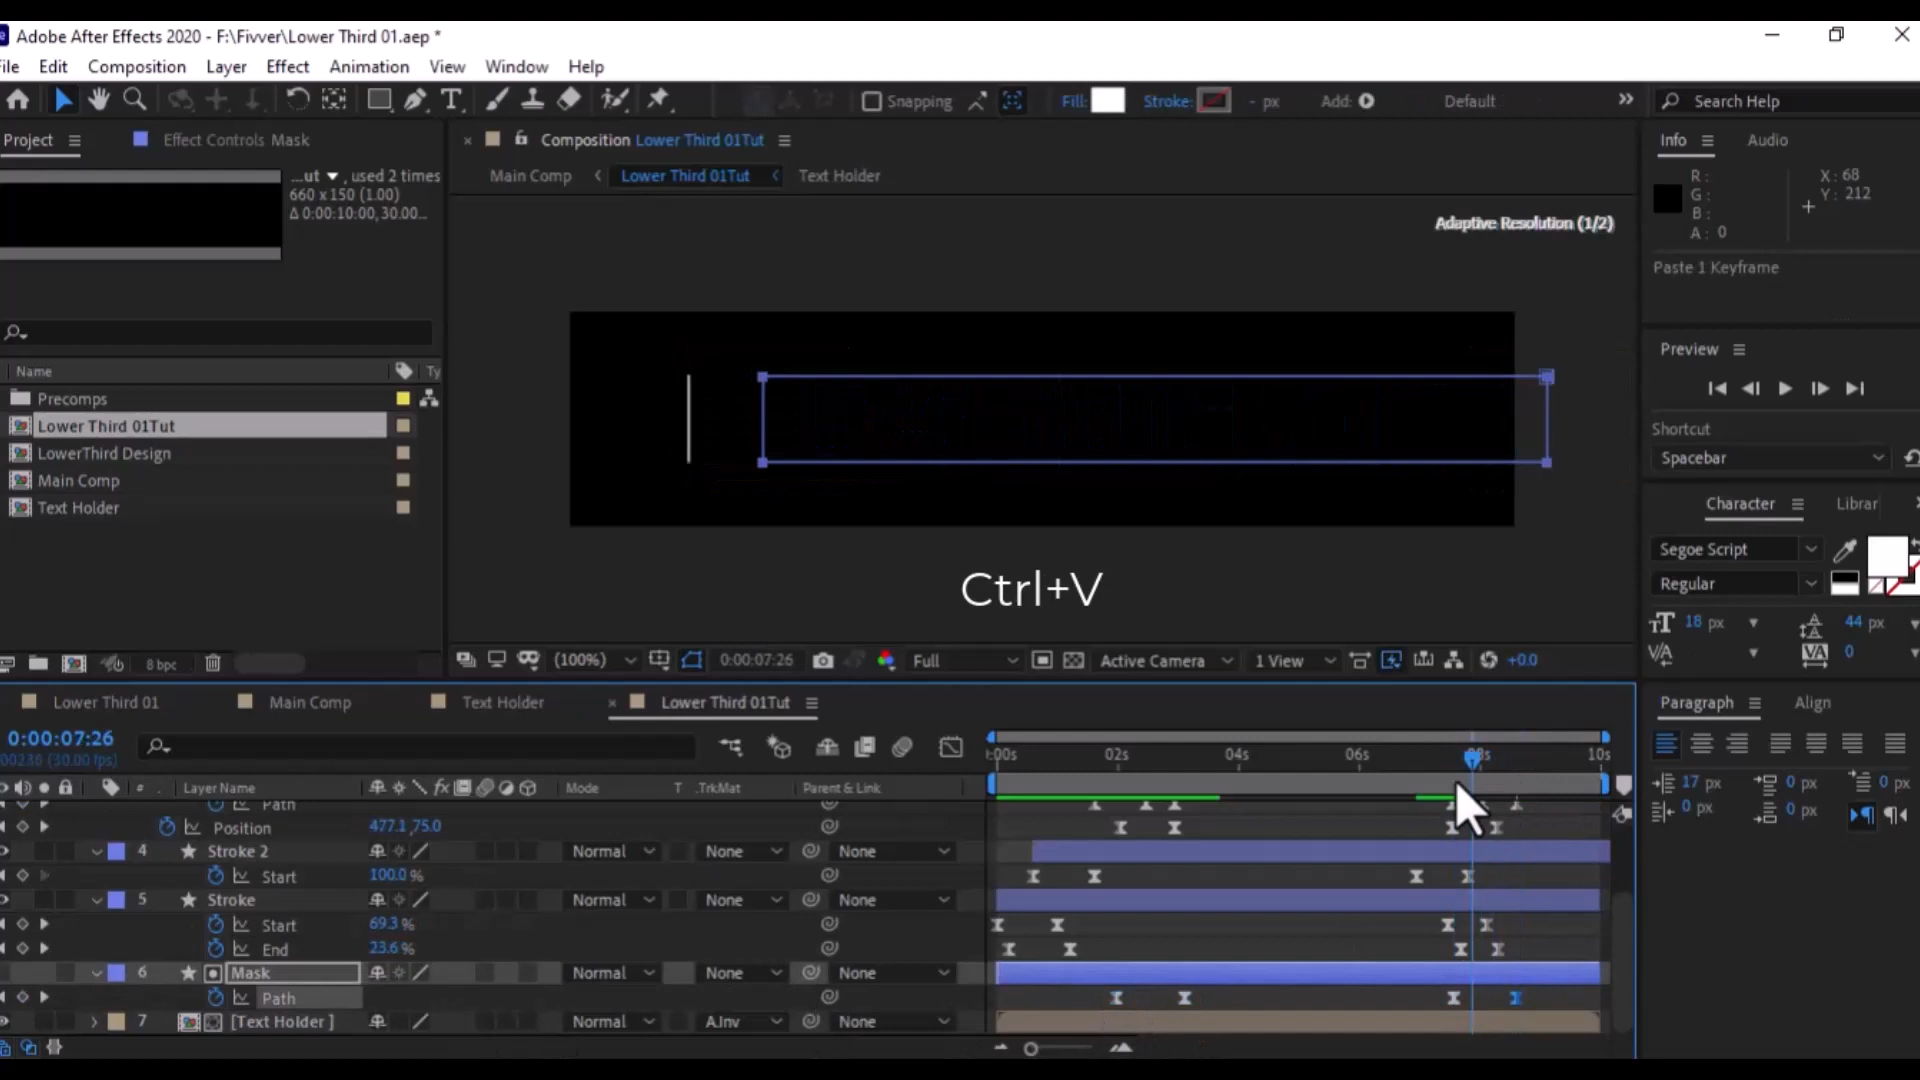 Adobe After Effects 2020 - F:\Fivver\Lower Third 01.aep *
File Edit Composition Layer Effect Animation View Window Help
Snapping Fill: Stroke: - px Add: Default Search Help
Project Effect Controls Mask
...ut , used 2 times
660 x 150 (1.00)
Δ 0:00:10:00, 30.00...
Name Ty
Precomps
Lower Third 01Tut
LowerThird Design
Main Comp
Text Holder
8 bpc
Composition Lower Third 01Tut
Main Comp Lower Third 01Tut Text Holder
Adaptive Resolution (1/2)
Ctrl+V
(100%) 0:00:07:26 Full Active Camera 1 View +0.0
Info Audio
R: X: 68
G: Y: 212
B:
A: 0
Paste 1 Keyframe
Preview
Shortcut
Spacebar
Character Librar
Segoe Script
Regular
18 px 44 px
0
Paragraph Align
17 px 0 px 0 px
0 px 0 px
Lower Third 01 Main Comp Text Holder Lower Third 01Tut
0:00:07:26
00236 (30.00 fps)
:00s 02s 04s 06s 08s 10s
# Layer Name Mode T .TrkMat Parent & Link
Path
Position 477.1,75.0
4 Stroke 2 Normal None None
Start 100.0 %
5 Stroke Normal None None
Start 69.3 %
End 23.6 %
6 Mask Normal None None
Path
7 [Text Holder] Normal A.Inv None